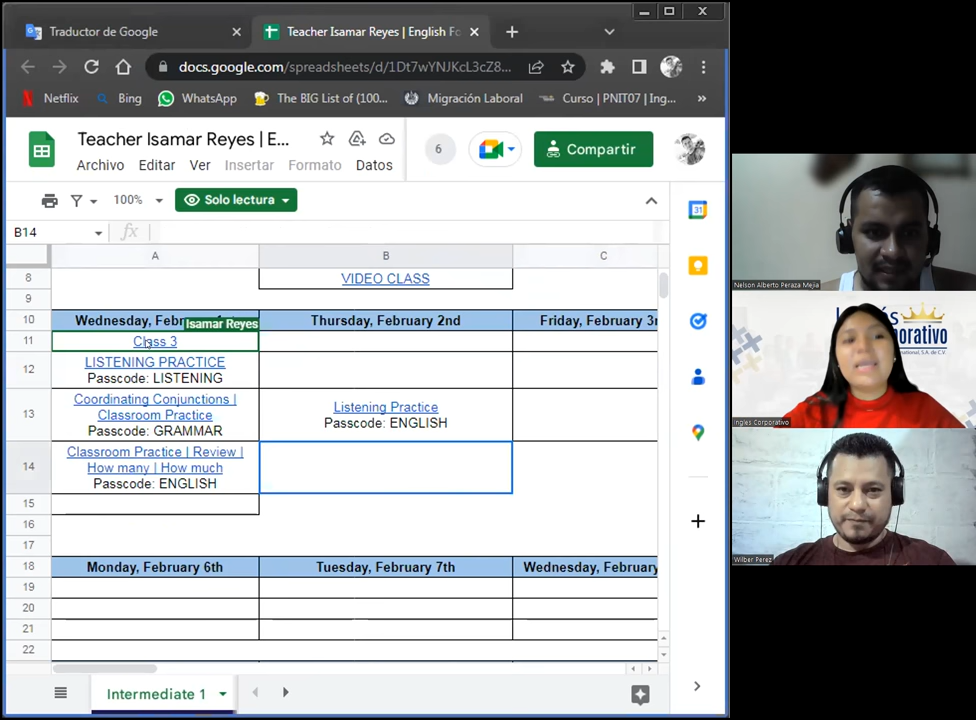 Traductor de Google
Teacher Isamar Reyes | English Fo
docs.google.com/spreadsheets/d/1Dt7wYNJKcL3cZ8...
Netflix
Bing
WhatsApp
The BIG List of (100...
Migración Laboral
Curso | PNIT07 | Ing...
»
Teacher Isamar Reyes | E...
6
Compartir
Archivo Editar Ver Insertar Formato Datos
100%
Solo lectura
31
B14
fx
A B C
8 VIDEO CLASS
9
10 Wednesday, Febru Thursday, February 2nd Friday, February 3r
Isamar Reyes
11 Class 3
12 LISTENING PRACTICE
Passcode: LISTENING
13 Coordinating Conjunctions |
Classroom Practice
Passcode: GRAMMAR
Listening Practice
Passcode: ENGLISH
14 Classroom Practice | Review |
How many | How much
Passcode: ENGLISH
15
16
17
18 Monday, February 6th Tuesday, February 7th Wednesday, February
19
20
21
22
Intermediate 1
Nelson Alberto Peraza Mejia
Inglés Corporativo
Wilber Perez